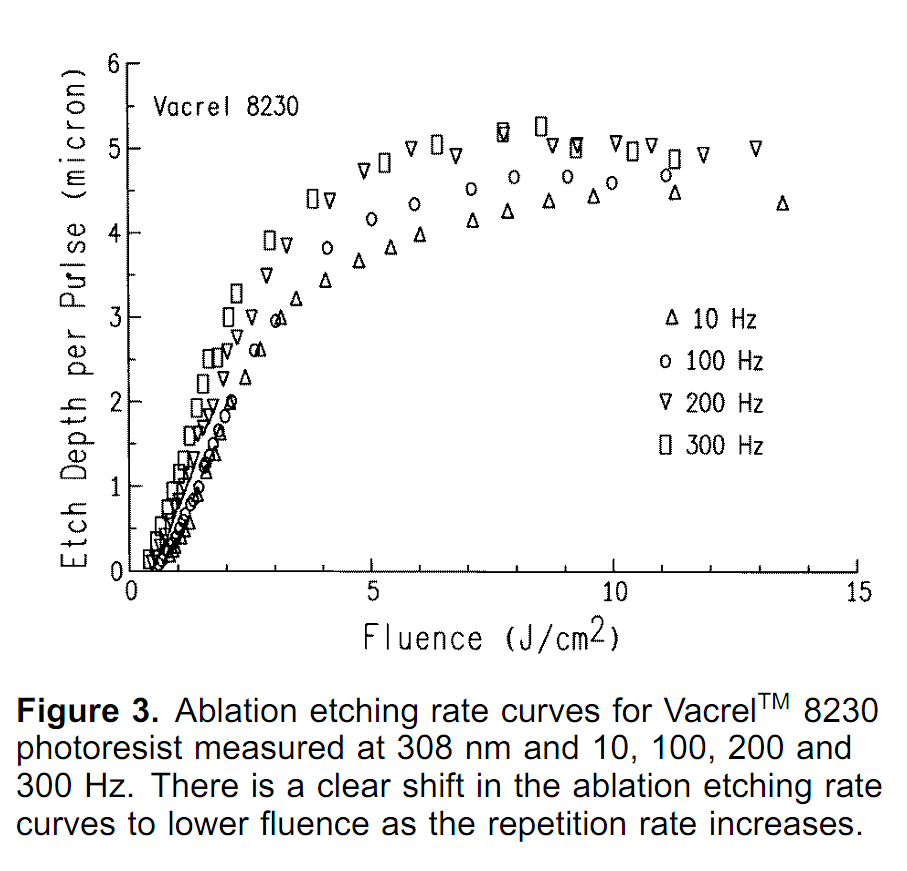 6
Vacrel 8230
5
4
3
2
1
0
Etch Depth per Pulse (micron)
△ 10 Hz
○ 100 Hz
▽ 200 Hz
▯ 300 Hz
0 5 10 15
Fluence (J/cm2)
Figure 3. Ablation etching rate curves for Vacrel™ 8230
photoresist measured at 308 nm and 10, 100, 200 and
300 Hz. There is a clear shift in the ablation etching rate
curves to lower fluence as the repetition rate increases.